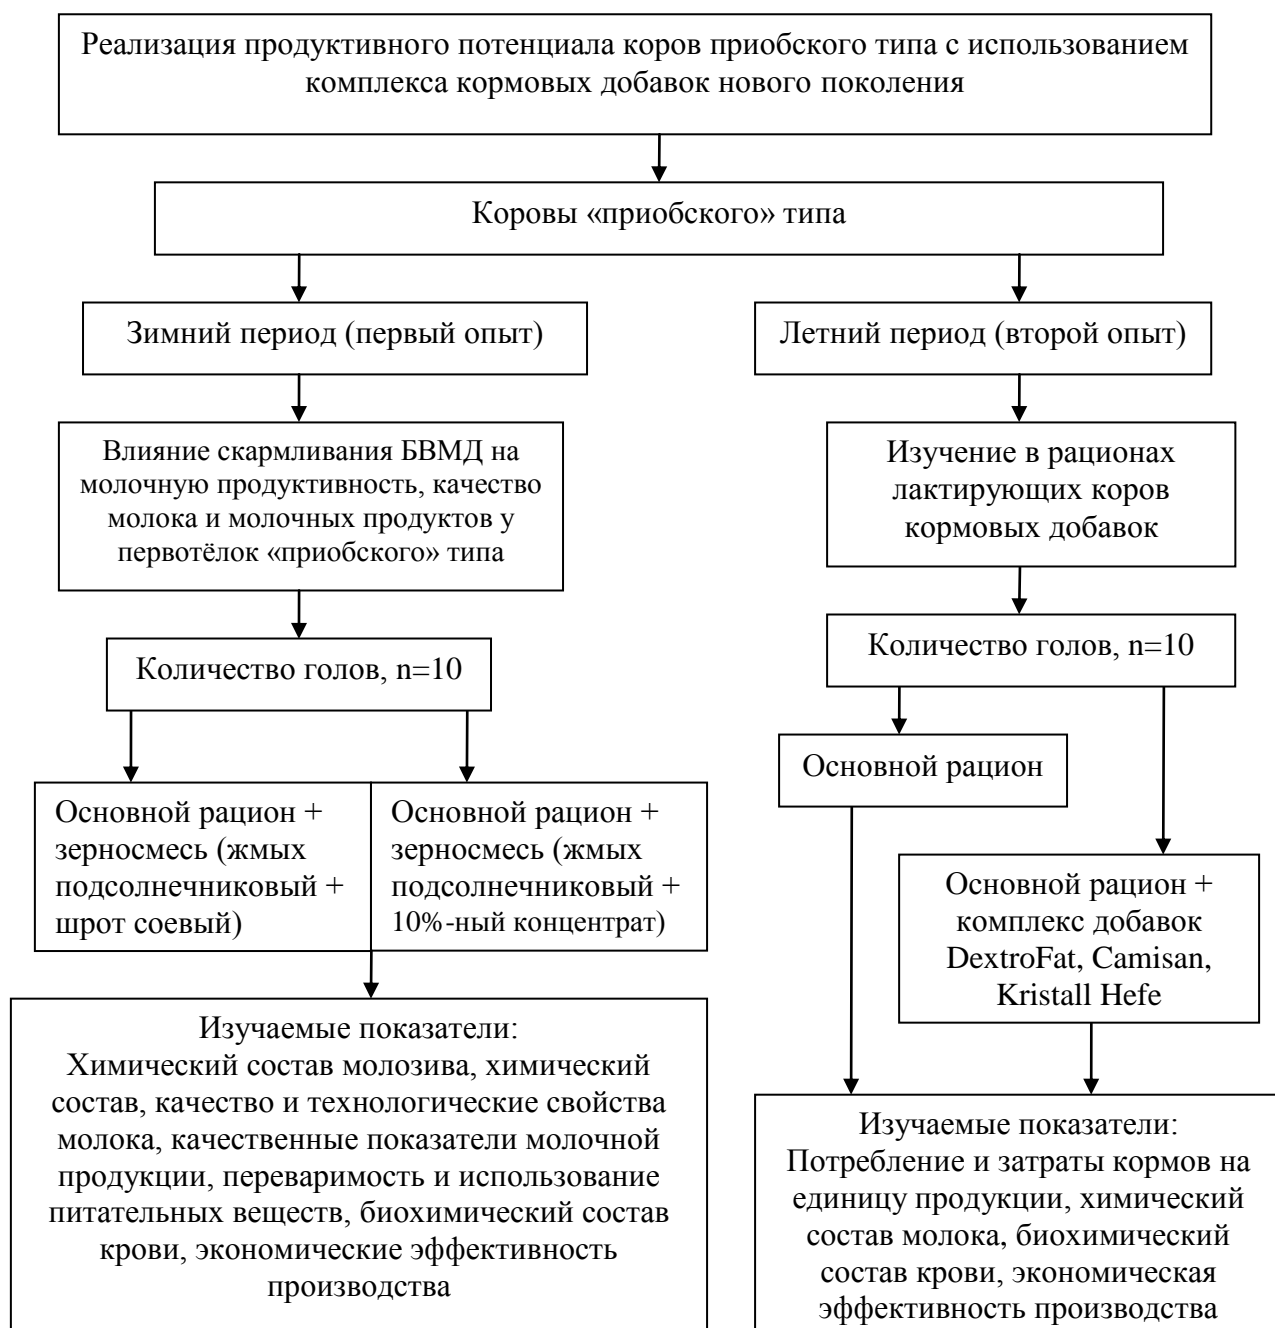 Реализация продуктивного потенциала коров приобского типа с использованием
комплекса кормовых добавок нового поколения
Коровы «приобского» типа
Зимний период (первый опыт)
Летний период (второй опыт)
Влияние скармливания БВМД на
молочную продуктивность, качество
молока и молочных продуктов у
первотёлок «приобского» типа
Изучение в рационах
лактирующих коров
кормовых добавок
Количество голов, n=10
Количество голов, n=10
Основной рацион +
зерносмесь (жмых
подсолнечниковый +
шрот соевый)
Основной рацион +
зерносмесь (жмых
подсолнечниковый +
10%-ный концентрат)
Основной рацион
Основной рацион +
комплекс добавок
DextroFat, Camisan,
Kristall Hefe
Изучаемые показатели:
Химический состав молозива, химический
состав, качество и технологические свойства
молока, качественные показатели молочной
продукции, переваримость и использование
питательных веществ, биохимический состав
крови, экономические эффективность
производства
Изучаемые показатели:
Потребление и затраты кормов на
единицу продукции, химический
состав молока, биохимический
состав крови, экономическая
эффективность производства